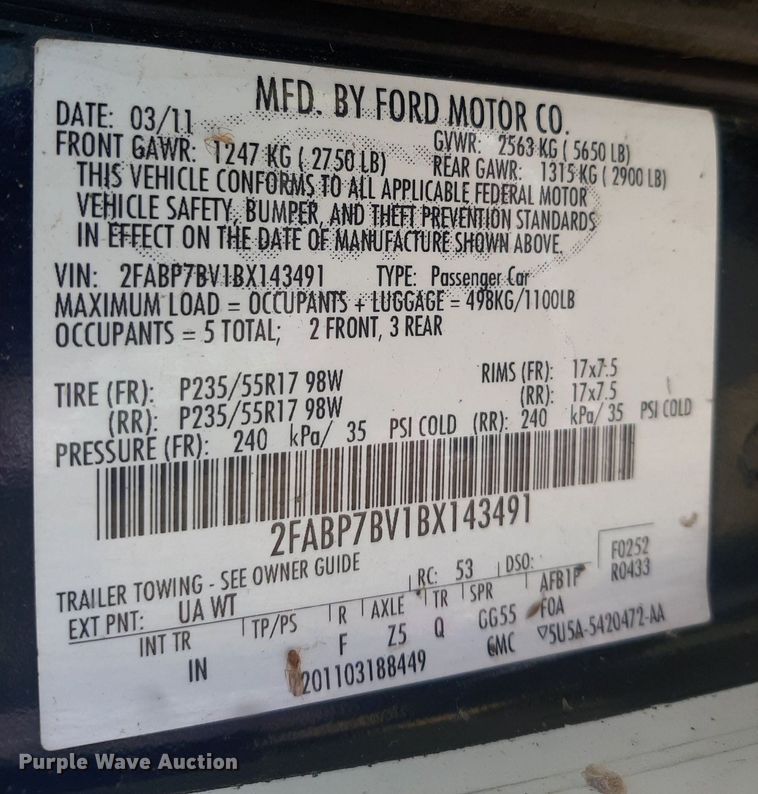 MFD. BY FORD MOTOR CO.
DATE: 03/11 GVWR: 2563 KG ( 5650 LB)
FRONT GAWR: 1247 KG ( 2750 LB) REAR GAWR: 1315 KG ( 2900 LB)
THIS VEHICLE CONFORMS TO ALL APPLICABLE FEDERAL MOTOR
VEHICLE SAFETY, BUMPER, AND THEFT PREVENTION STANDARDS
IN EFFECT ON THE DATE OF MANUFACTURE SHOWN ABOVE.
VIN: 2FABP7BV1BX143491 TYPE: Passenger Car
MAXIMUM LOAD = OCCUPANTS + LUGGAGE = 498KG/1100LB
OCCUPANTS = 5 TOTAL; 2 FRONT, 3 REAR
TIRE (FR): P235/55R17 98W RIMS (FR): 17x7.5
(RR): P235/55R17 98W (RR): 17x7.5
PRESSURE (FR): 240 kPa/ 35 PSI COLD (RR): 240 kPa/ 35 PSI COLD
2FABP7BV1BX143491
TRAILER TOWING - SEE OWNER GUIDE
RC: 53 DSO: F0252
EXT PNT: UA WT AFB1P R0433
INT TR TP/PS R AXLE TR SPR FOA
IN F Z5 Q GG55
201103188449 GMC ▽5U5A-5420472-AA
Purple Wave Auction